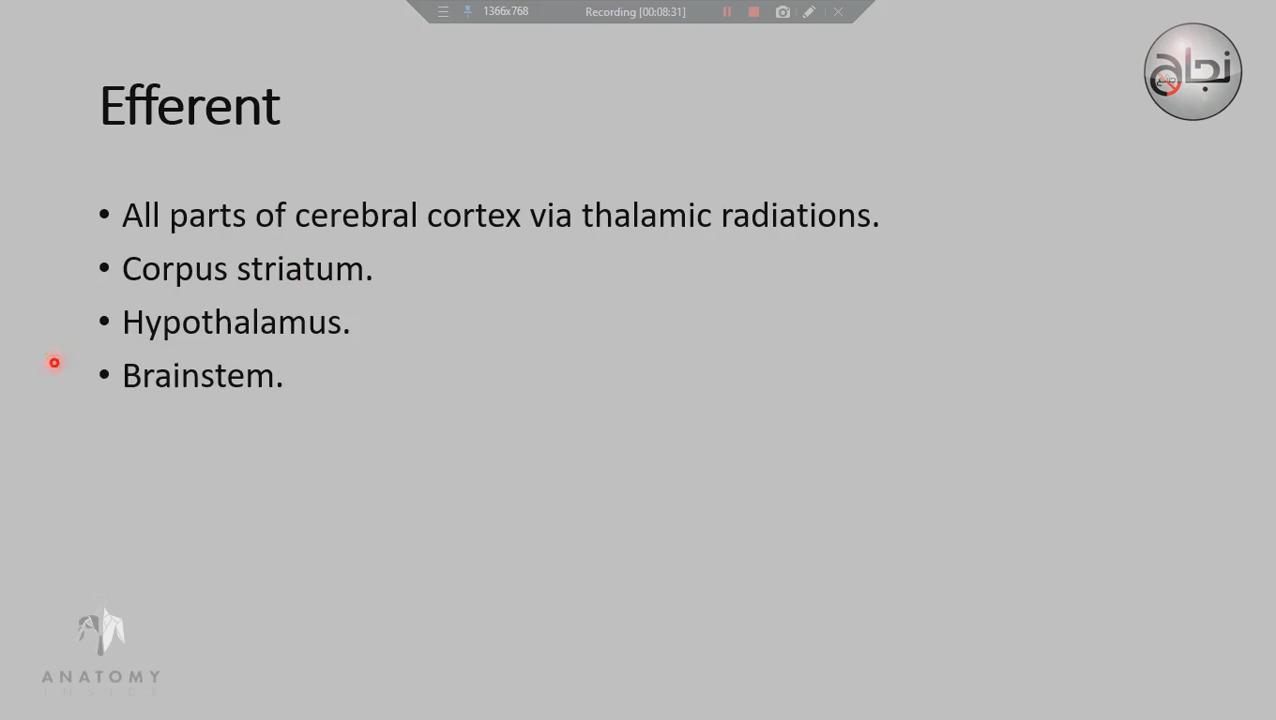 1366x768
Recording [00:08:31]
نجاح
Efferent
• All parts of cerebral cortex via thalamic radiations.
• Corpus striatum.
• Hypothalamus.
• Brainstem.
ANATOMY
INSIDE